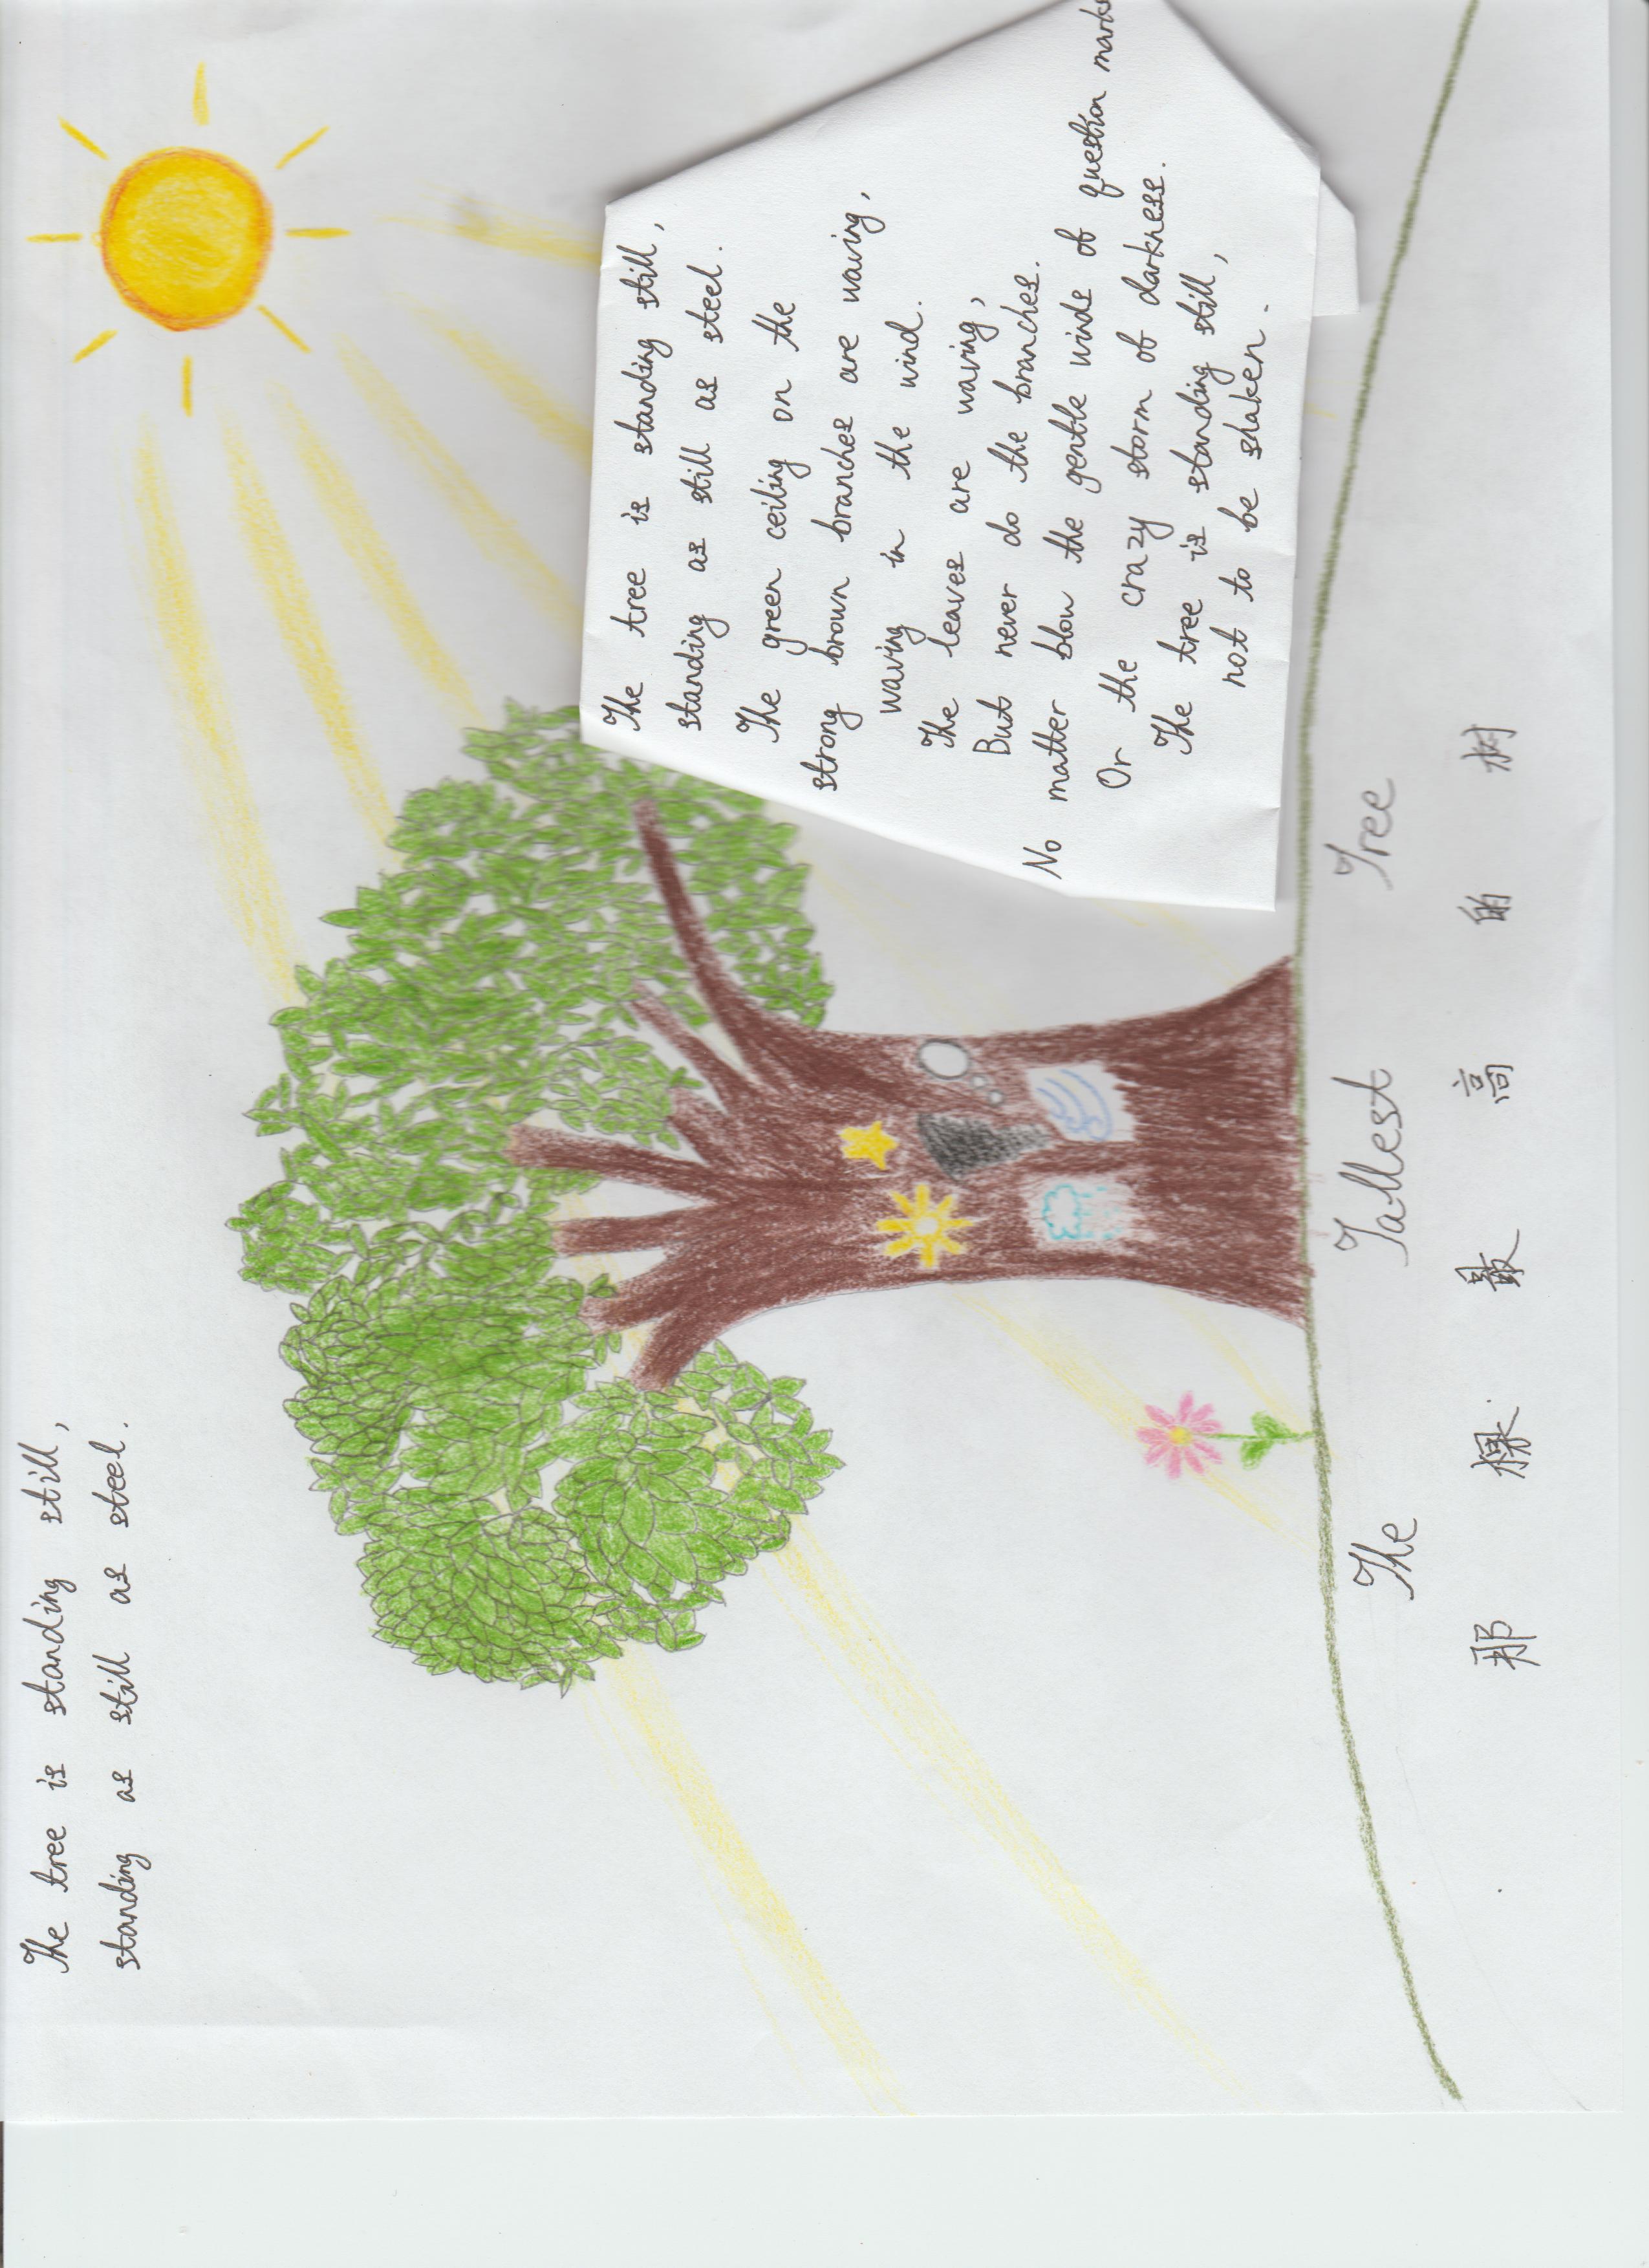 The tree is standing still,
standing as still as steel.
The tree is standing still,
standing as still as steel.
The green ceiling on the
strong brown branches are waving,
waving in the wind.
The leaves are waving,
But never do the branches.
No matter blow the gentle winds of question marks
Or the crazy storm of darkness.
The tree is standing still,
not to be shaken.
The Tallest Tree
那 棵 最 高 的 树